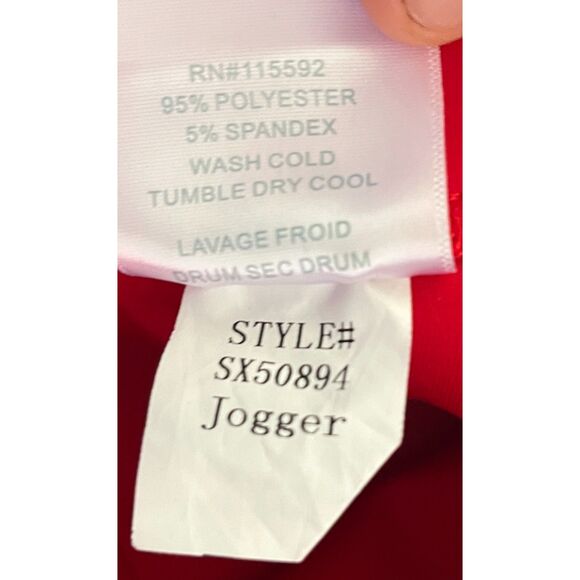 RN#115592
95% POLYESTER
5% SPANDEX
WASH COLD
TUMBLE DRY COOL
LAVAGE FROID
DRUM SEC DRUM
STYLE#
SX50894
Jogger